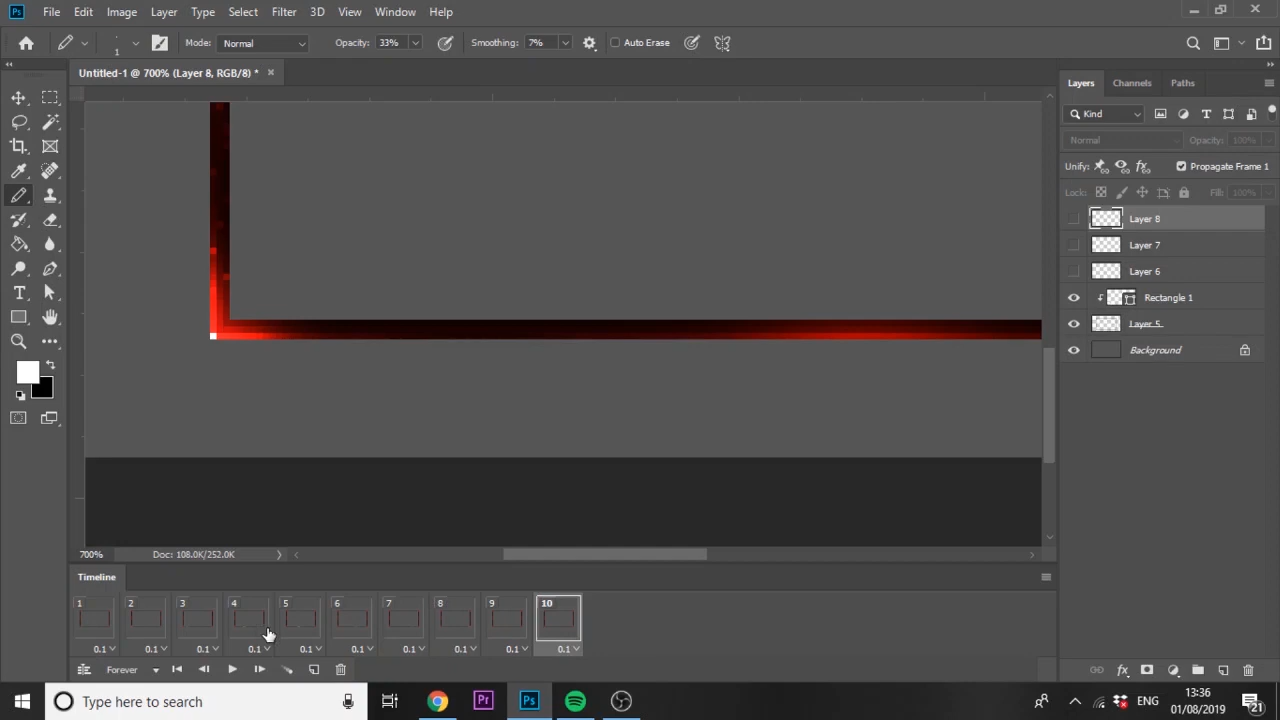 Ps File Edit Image Layer Type Select Filter 3D View Window Help
1 Mode: Normal Opacity: 33% Smoothing: 7% Auto Erase
Untitled-1 @ 700% (Layer 8, RGB/8) *
Layers Channels Paths
Kind
Normal Opacity: 100%
Unify: Propagate Frame 1
Lock: Fill: 100%
Layer 8
Layer 7
Layer 6
Rectangle 1
Layer 5
Background
700% Doc: 108.0K/252.0K
Timeline
1 2 3 4 5 6 7 8 9 10
0.1 0.1 0.1 0.1 0.1 0.1 0.1 0.1 0.1 0.1
Forever
Type here to search
Pr Ps
ENG
13:36
01/08/2019
21